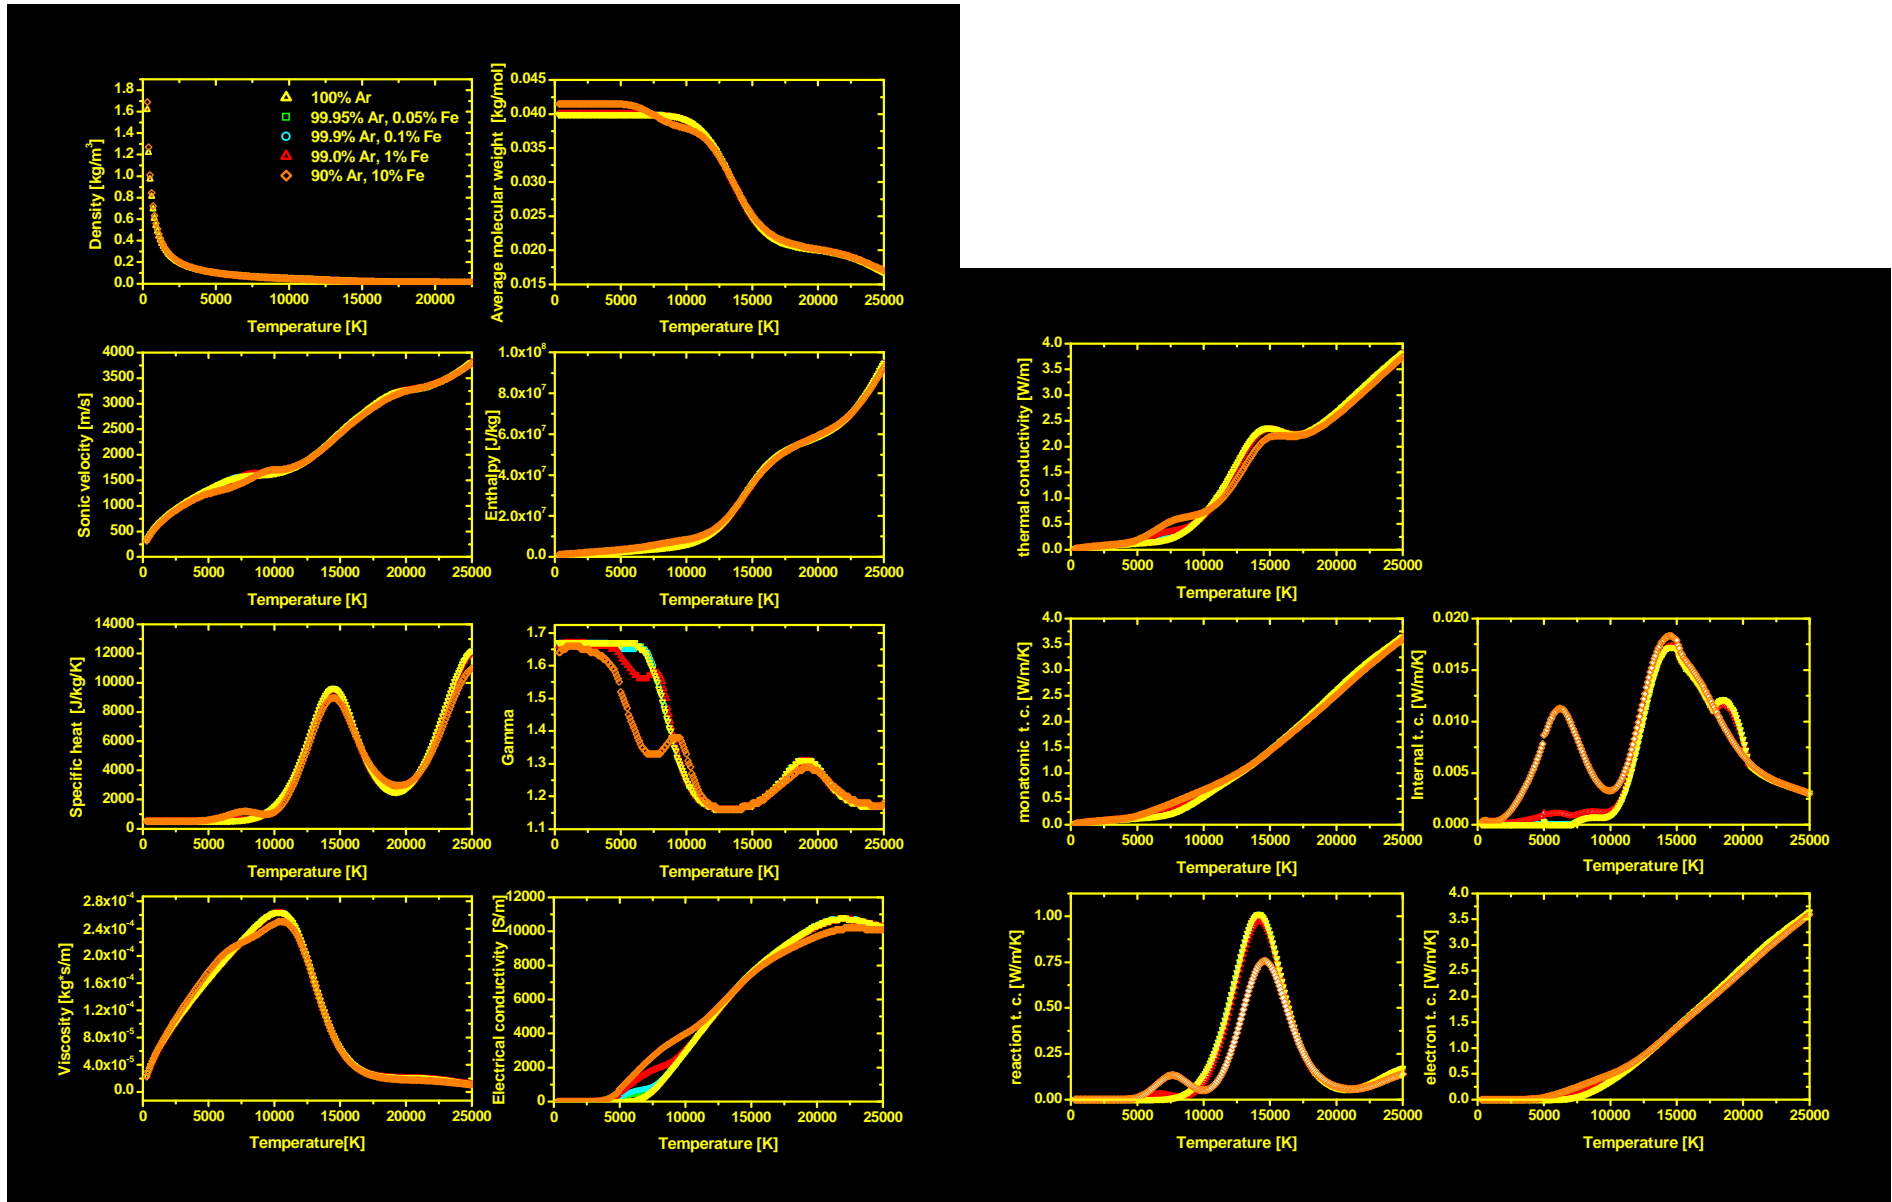 100% Ar
99.95% Ar, 0.05% Fe
99.9% Ar, 0.1% Fe
99.0% Ar, 1% Fe
90% Ar, 10% Fe
Density [kg/m³]
1.8
1.6
1.4
1.2
1.0
0.8
0.6
0.4
0.2
0.0
0 5000 10000 15000 20000
Temperature [K]
Average molecular weight [kg/mol]
0.045
0.040
0.035
0.030
0.025
0.020
0.015
0 5000 10000 15000 20000 25000
Temperature [K]
Sonic velocity [m/s]
4000
3500
3000
2500
2000
1500
1000
500
0
0 5000 10000 15000 20000 25000
Temperature [K]
Enthalpy [J/kg]
1.0x10⁸
8.0x10⁷
6.0x10⁷
4.0x10⁷
2.0x10⁷
0.0
0 5000 10000 15000 20000 25000
Temperature [K]
thermal conductivity [W/m]
4.0
3.5
3.0
2.5
2.0
1.5
1.0
0.5
0.0
0 5000 10000 15000 20000 25000
Temperature [K]
Specific heat [J/kg/K]
14000
12000
10000
8000
6000
4000
2000
0
0 5000 10000 15000 20000 25000
Temperature [K]
Gamma
1.7
1.6
1.5
1.4
1.3
1.2
1.1
0 5000 10000 15000 20000 25000
Temperature [K]
monatomic t. c. [W/m/K]
4.0
3.5
3.0
2.5
2.0
1.5
1.0
0.5
0.0
0 5000 10000 15000 20000 25000
Temperature [K]
Internal t. c. [W/m/K]
0.020
0.015
0.010
0.005
0.000
0 5000 10000 15000 20000 25000
Temperature [K]
Viscosity [kg*s/m]
2.8x10⁻⁴
2.4x10⁻⁴
2.0x10⁻⁴
1.6x10⁻⁴
1.2x10⁻⁴
8.0x10⁻⁵
4.0x10⁻⁵
0.0
0 5000 10000 15000 20000 25000
Temperature[K]
Electrical conductivity [S/m]
12000
10000
8000
6000
4000
2000
0
0 5000 10000 15000 20000 25000
Temperature [K]
reaction t. c. [W/m/K]
1.00
0.75
0.50
0.25
0.00
0 5000 10000 15000 20000 25000
Temperature [K]
electron t. c. [W/m/K]
4.0
3.5
3.0
2.5
2.0
1.5
1.0
0.5
0.0
0 5000 10000 15000 20000 25000
Temperature [K]